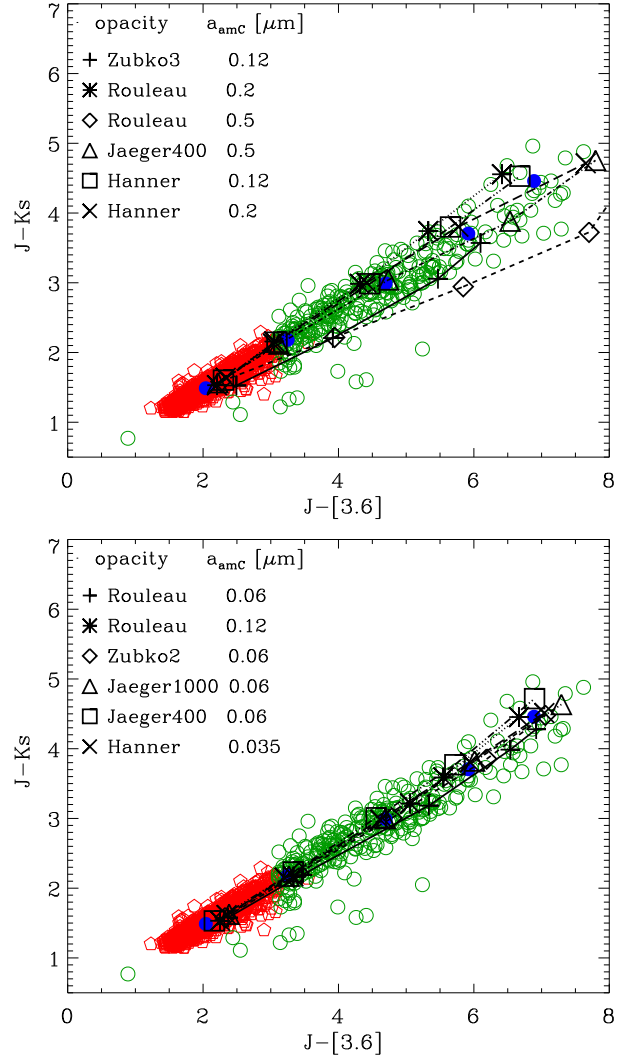 opacity a_amC [μm]
Zubko3 0.12
Rouleau 0.2
Rouleau 0.5
Jaeger400 0.5
Hanner 0.12
Hanner 0.2
7
6
5
4
3
2
1
J-Ks
0 2 4 6 8
J-[3.6]
opacity a_amC [μm]
Rouleau 0.06
Rouleau 0.12
Zubko2 0.06
Jaeger1000 0.06
Jaeger400 0.06
Hanner 0.035
7
6
5
4
3
2
1
J-Ks
0 2 4 6 8
J-[3.6]